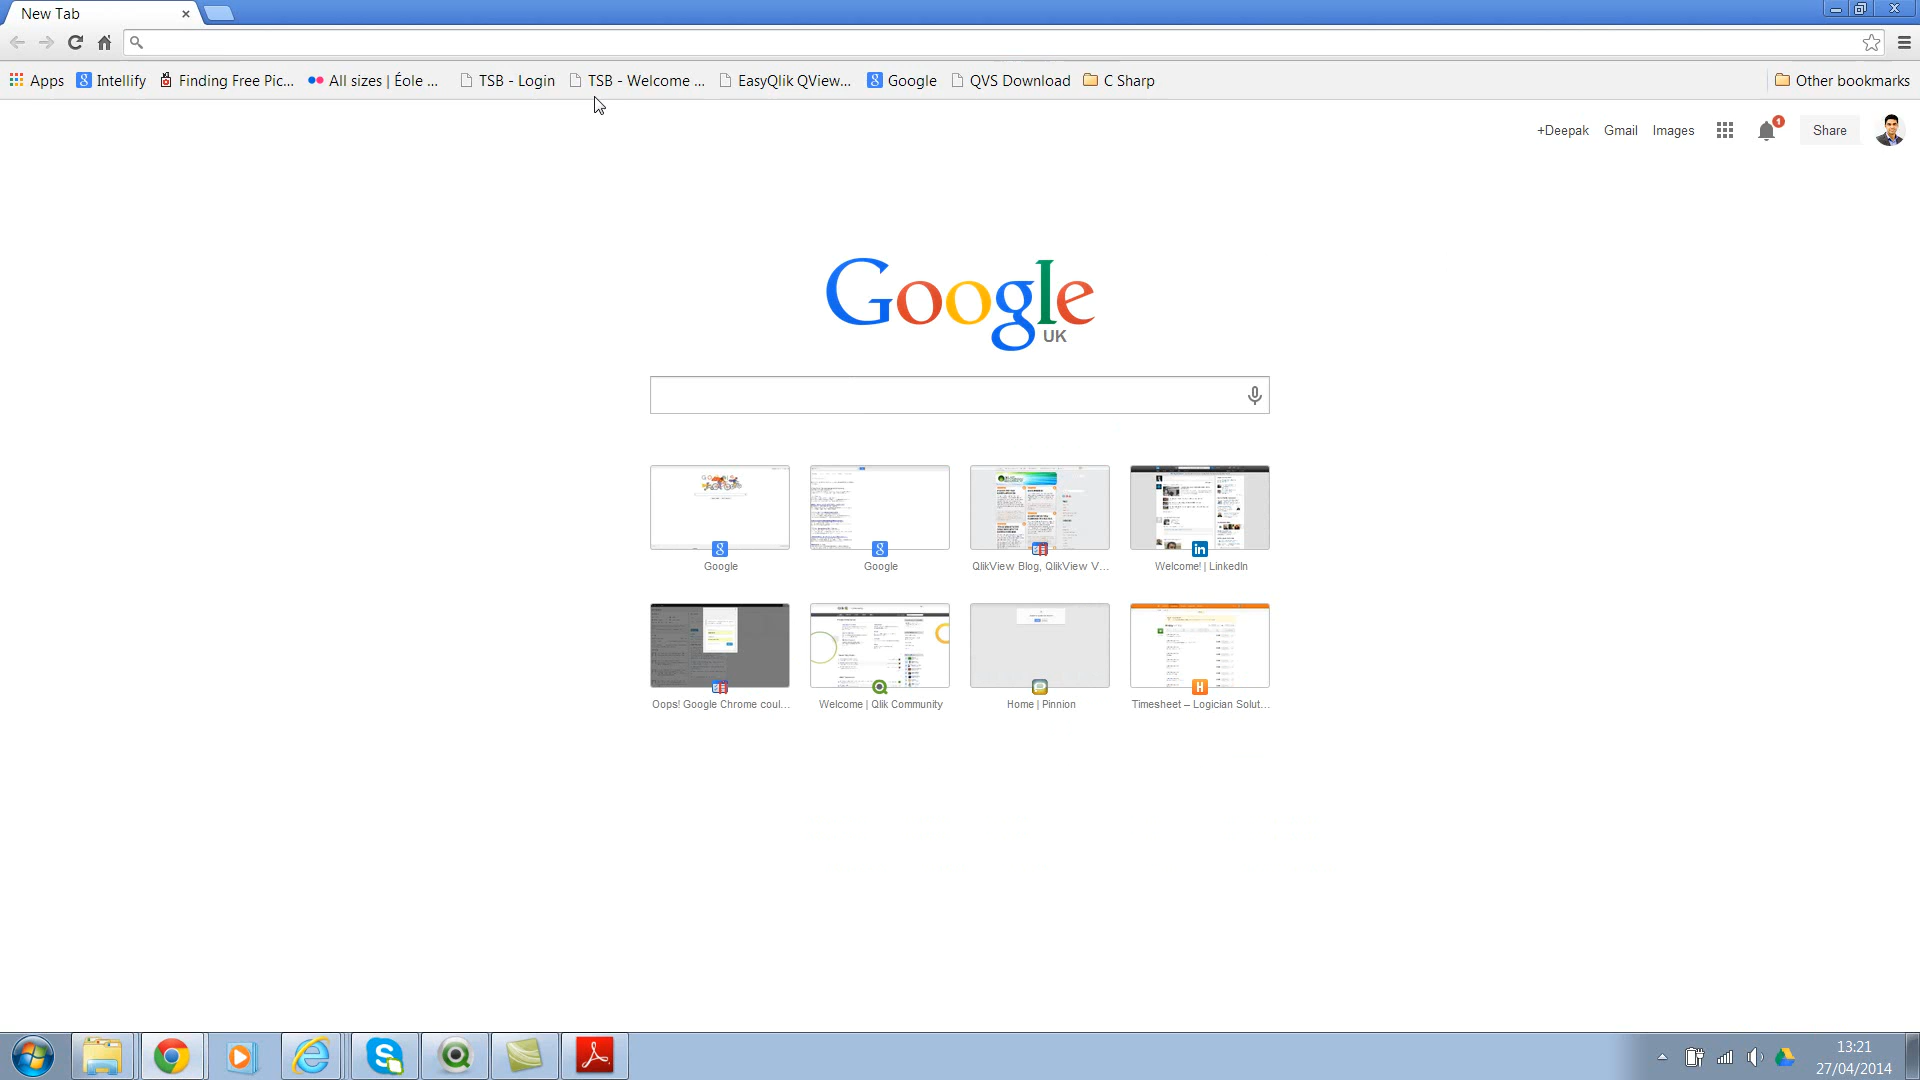 New Tab
Apps Intellify Finding Free Pic... All sizes | Éole ... TSB - Login TSB - Welcome ... EasyQlik QView... Google QVS Download C Sharp Other bookmarks
+Deepak Gmail Images 1 Share
Google
UK
Google Google QlikView Blog, QlikView V... Welcome! | LinkedIn
Oops! Google Chrome coul... Welcome | Qlik Community Home | Pinnion Timesheet – Logician Solut...
13:21
27/04/2014